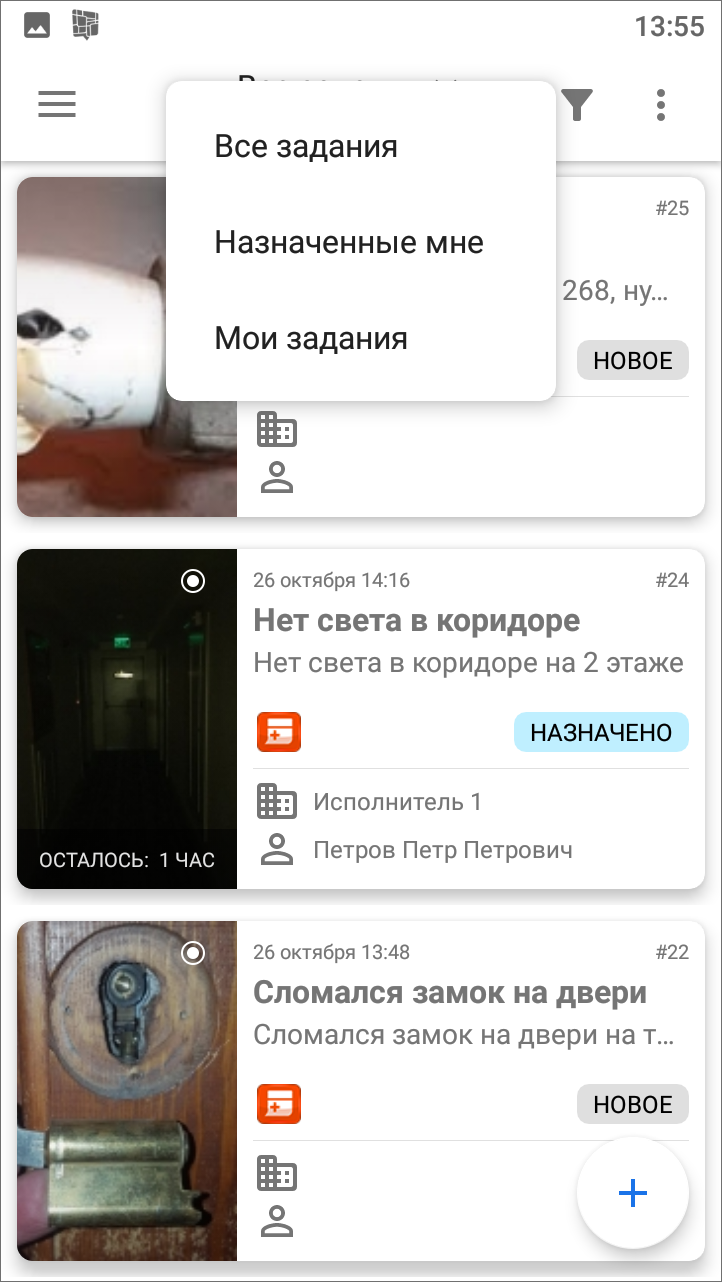 13:55
Все задания
Назначенные мне
Мои задания
#25
268, ну...
НОВОЕ
26 октября 14:16
#24
Нет света в коридоре
Нет света в коридоре на 2 этаже
НАЗНАЧЕНО
Исполнитель 1
Петров Петр Петрович
ОСТАЛОСЬ: 1 ЧАС
26 октября 13:48
#22
Сломался замок на двери
Сломался замок на двери на т...
НОВОЕ